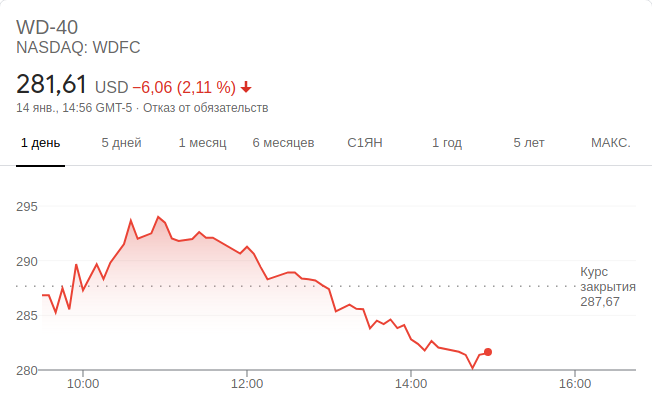 WD-40
NASDAQ: WDFC
281,61 USD −6,06 (2,11 %)
14 янв., 14:56 GMT-5 · Отказ от обязательств
1 день 5 дней 1 месяц 6 месяцев С1ЯН 1 год 5 лет МАКС.
295
290
Курс
закрытия
287,67
285
280
10:00 12:00 14:00 16:00